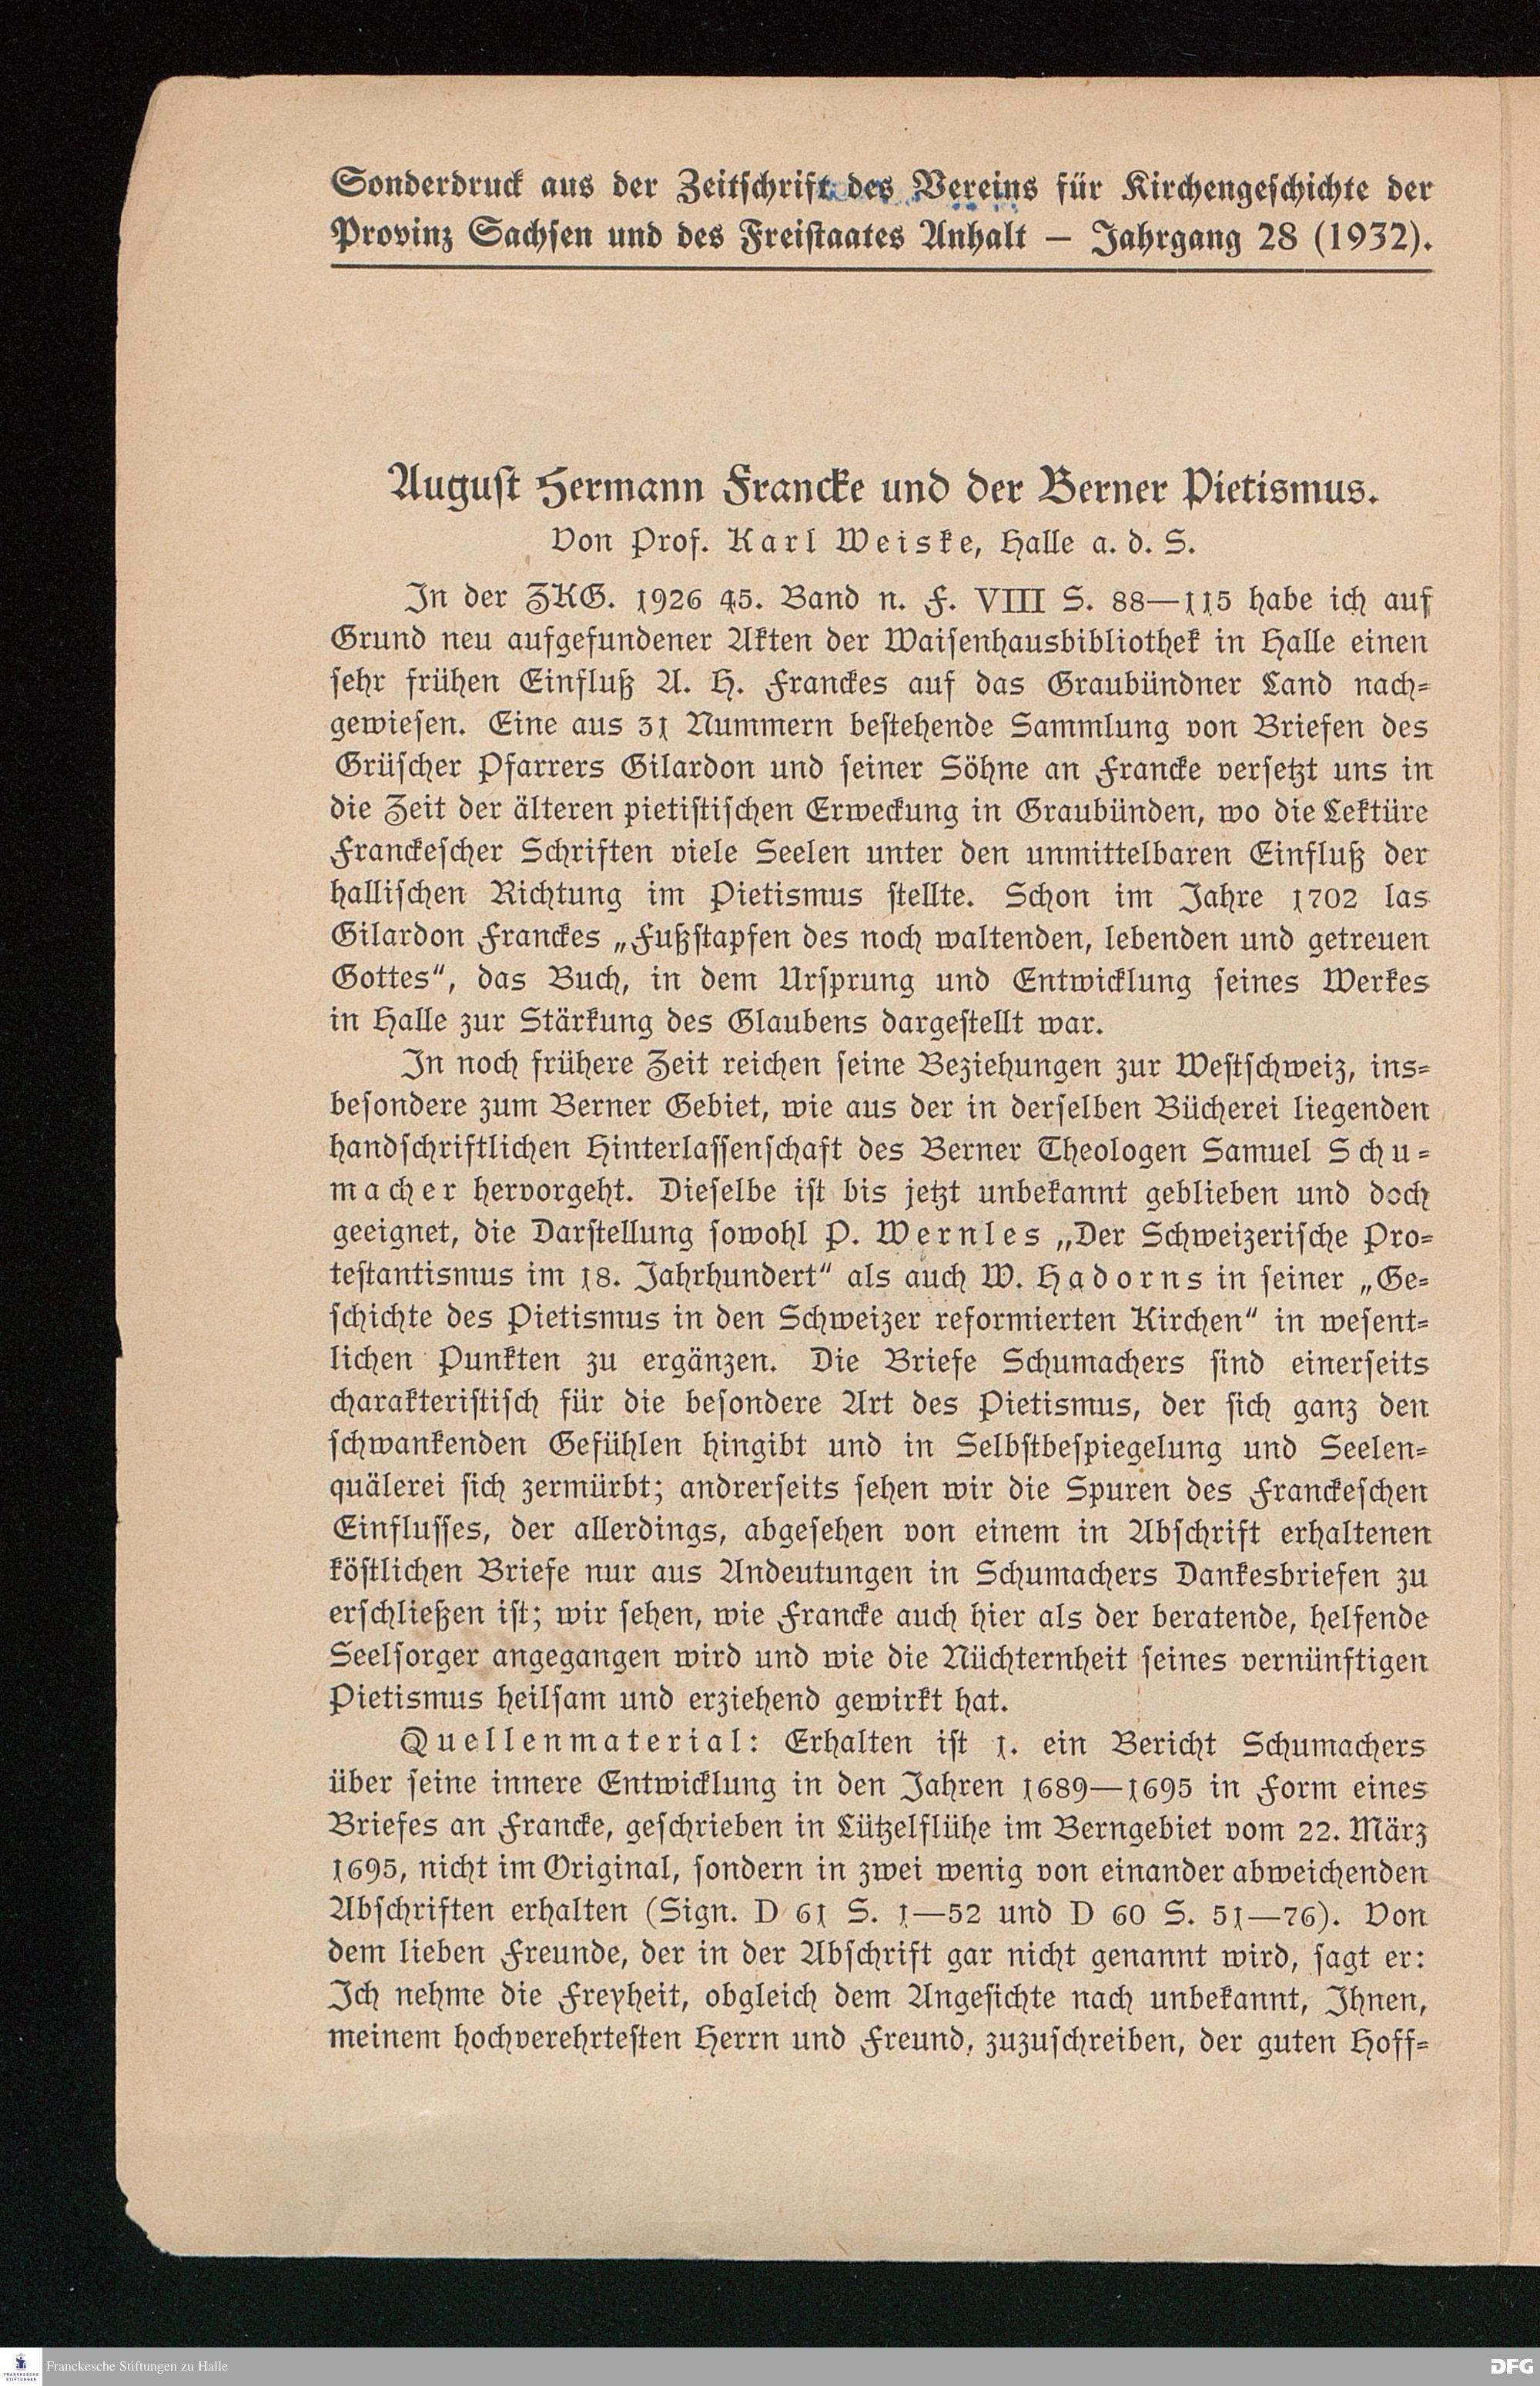 Sonderdruck aus der Zeitschrift des Vereins für Kirchengeschichte der
Provinz Sachsen und des Freistaates Anhalt — Jahrgang 28 (1932).
August Hermann Francke und der Berner Pietismus.
Von Prof. Karl Weiske, Halle a. d. S.
In der ZKG. 1926 45. Band n. F. VIII S. 88—115 habe ich auf
Grund neu aufgefundener Akten der Waisenhausbibliothek in Halle einen
sehr frühen Einfluß A. H. Franckes auf das Graubündner Land nach-
gewiesen. Eine aus 31 Nummern bestehende Sammlung von Briefen des
Grüscher Pfarrers Gilardon und seiner Söhne an Francke versetzt uns in
die Zeit der älteren pietistischen Erweckung in Graubünden, wo die Lektüre
Franckescher Schriften viele Seelen unter den unmittelbaren Einfluß der
hallischen Richtung im Pietismus stellte. Schon im Jahre 1702 las
Gilardon Franckes „Fußstapfen des noch waltenden, lebenden und getreuen
Gottes“, das Buch, in dem Ursprung und Entwicklung seines Werkes
in Halle zur Stärkung des Glaubens dargestellt war.
In noch frühere Zeit reichen seine Beziehungen zur Westschweiz, ins-
besondere zum Berner Gebiet, wie aus der in derselben Bücherei liegenden
handschriftlichen Hinterlassenschaft des Berner Theologen Samuel Schu-
macher hervorgeht. Dieselbe ist bis jetzt unbekannt geblieben und doch
geeignet, die Darstellung sowohl P. Wernles „Der Schweizerische Pro-
testantismus im 18. Jahrhundert“ als auch W. Hadorns in seiner „Ge-
schichte des Pietismus in den Schweizer reformierten Kirchen“ in wesent-
lichen Punkten zu ergänzen. Die Briefe Schumachers sind einerseits
charakteristisch für die besondere Art des Pietismus, der sich ganz den
schwankenden Gefühlen hingibt und in Selbstbespiegelung und Seelen-
quälerei sich zermürbt; andrerseits sehen wir die Spuren des Franckeschen
Einflusses, der allerdings, abgesehen von einem in Abschrift erhaltenen
köstlichen Briefe nur aus Andeutungen in Schumachers Dankesbriefen zu
erschließen ist; wir sehen, wie Francke auch hier als der beratende, helfende
Seelsorger angegangen wird und wie die Nüchternheit seines vernünftigen
Pietismus heilsam und erziehend gewirkt hat.
Quellenmaterial: Erhalten ist 1. ein Bericht Schumachers
über seine innere Entwicklung in den Jahren 1689—1695 in Form eines
Briefes an Francke, geschrieben in Lützelflühe im Berngebiet vom 22. März
1695, nicht im Original, sondern in zwei wenig von einander abweichenden
Abschriften erhalten (Sign. D 61 S. 1—52 und D 60 S. 51—76). Von
dem lieben Freunde, der in der Abschrift gar nicht genannt wird, sagt er:
Ich nehme die Freyheit, obgleich dem Angesichte nach unbekannt, Ihnen,
meinem hochverehrtesten Herrn und Freund, zuzuschreiben, der guten Hoff-
FRANCKESCHE STIFTUNGEN
Franckesche Stiftungen zu Halle
DFG